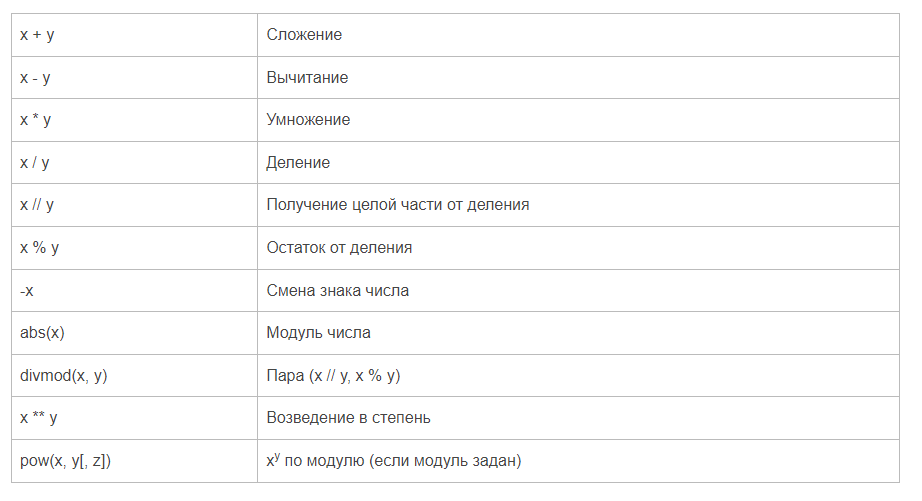 x + y Сложение
x - y Вычитание
x * y Умножение
x / y Деление
x // y Получение целой части от деления
x % y Остаток от деления
-x Смена знака числа
abs(x) Модуль числа
divmod(x, y) Пара (x // y, x % y)
x ** y Возведение в степень
pow(x, y[, z]) xʸ по модулю (если модуль задан)